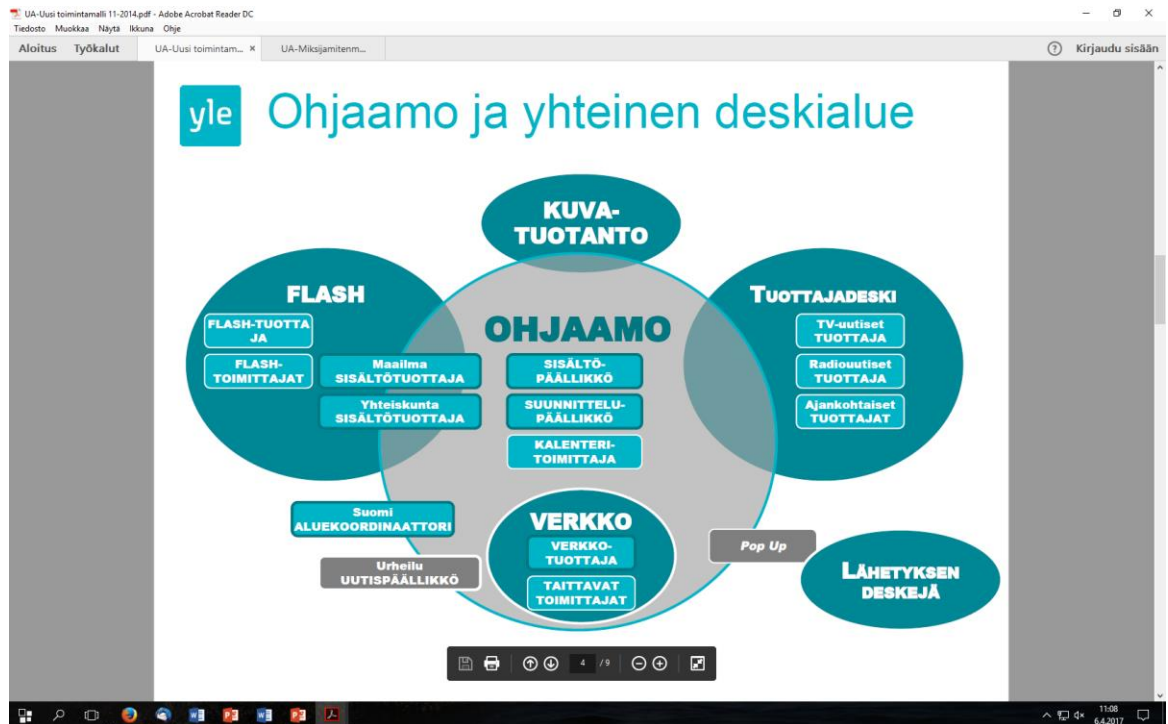 UA-Uusi toimintamalli 11-2014.pdf - Adobe Acrobat Reader DC
Tiedosto Muokkaa Näytä Ikkuna Ohje
Aloitus Työkalut UA-Uusi toimintam... × UA-Miksijamitenm... Kirjaudu sisään
yle Ohjaamo ja yhteinen deskialue
KUVA-
TUOTANTO
FLASH
FLASH-TUOTTA
JA
FLASH-
TOIMITTAJAT
Maailma
SISÄLTÖTUOTTAJA
Yhteiskunta
SISÄLTÖTUOTTAJA
OHJAAMO
SISÄLTÖ-
PÄÄLLIKKÖ
SUUNNITTELU-
PÄÄLLIKKÖ
KALENTERI-
TOIMITTAJA
TUOTTAJADESKI
TV-uutiset
TUOTTAJA
Radiouutiset
TUOTTAJA
Ajankohtaiset
TUOTTAJAT
Suomi
ALUEKOORDINAATTORI
Urheilu
UUTISPÄÄLLIKKÖ
VERKKO
VERKKO-
TUOTTAJA
TAITTAVAT
TOIMITTAJAT
Pop Up
LÄHETYKSEN
DESKEJÄ
4 / 9
11:08
6.4.2017